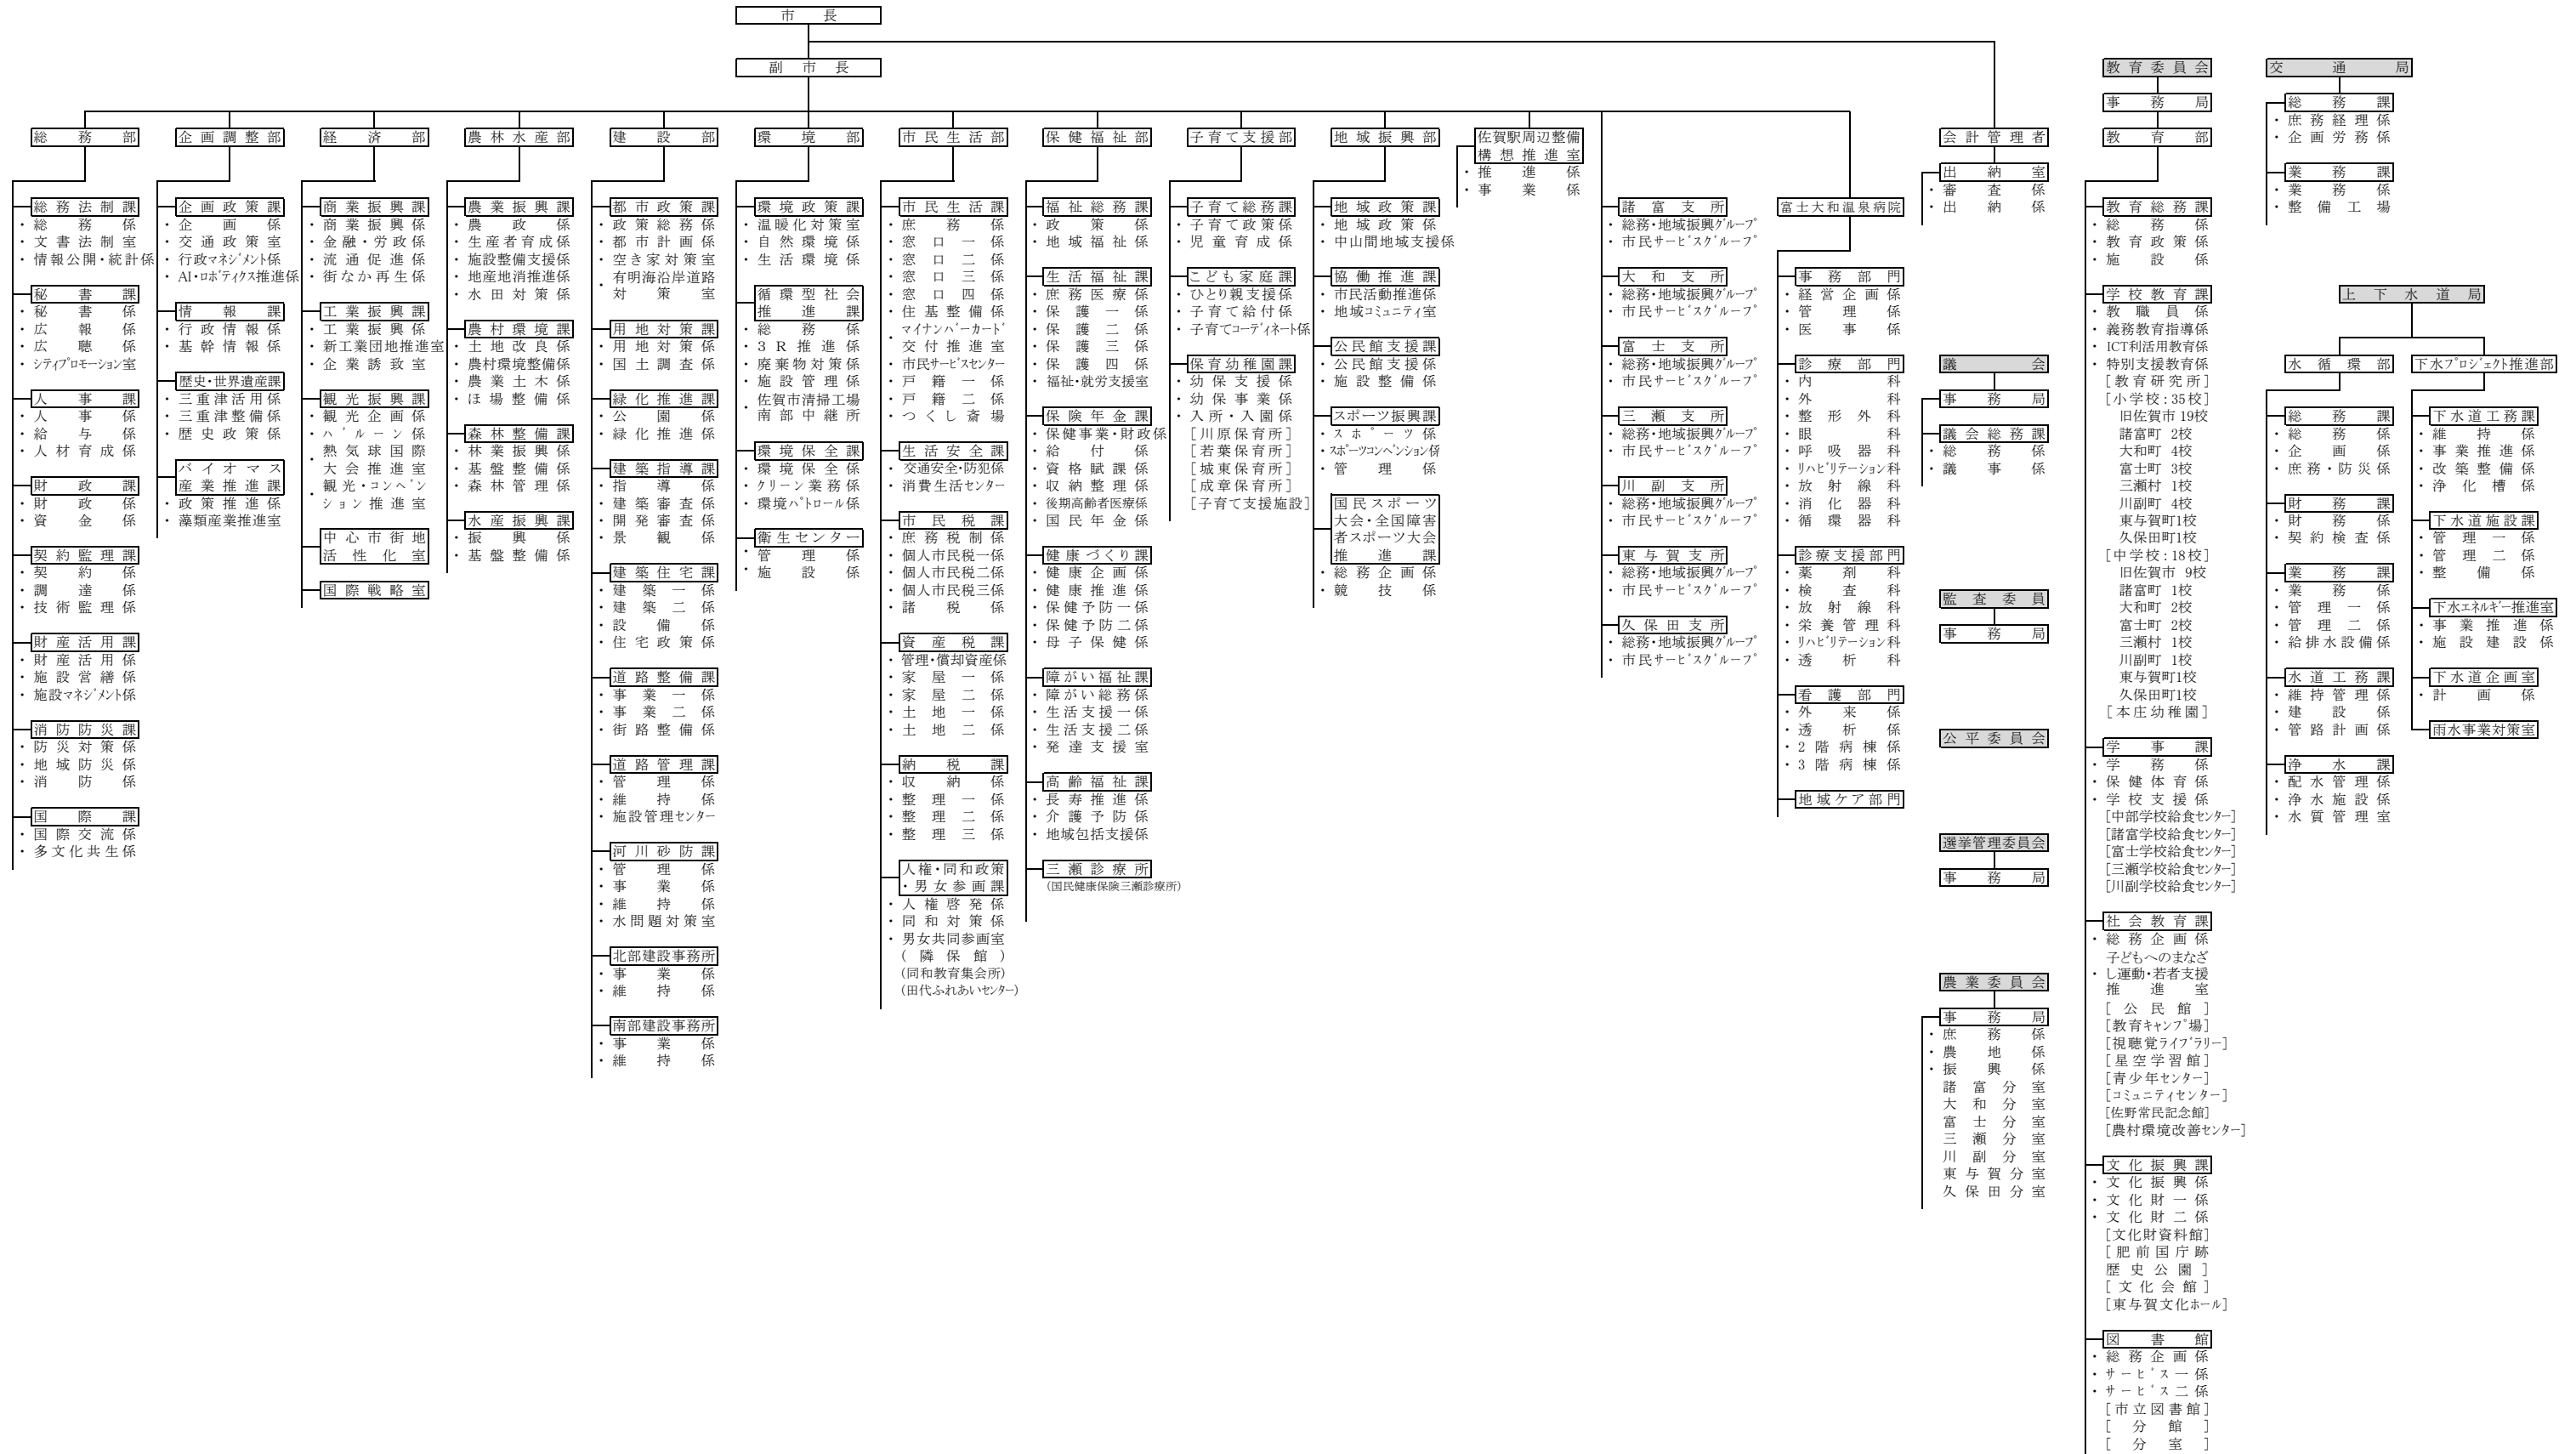 市長
副市長
総務部
総務法制課
・総務係
・文書法制室
・情報公開・統計係
秘書課
・秘書係
・広報係
・広聴係
・シティプロモーション室
人事課
・人事係
・給与係
・人材育成係
財政課
・財政係
・資金係
契約監理課
・契約係
・調達係
・技術監理係
財産活用課
・財産活用係
・施設営繕係
・施設マネジメント係
消防防災課
・防災対策係
・地域防災係
・消防係
国際課
・国際交流係
・多文化共生係
企画調整部
企画政策課
・企画係
・交通政策室
・行政マネジメント係
・AI・ロボティクス推進係
情報課
・行政情報係
・基幹情報係
歴史・世界遺産課
・三重津活用係
・三重津整備係
・歴史政策係
バイオマス
産業推進課
・政策推進係
・藻類産業推進室
経済部
商業振興課
・商業振興係
・金融・労政係
・流通促進係
・街なか再生係
工業振興課
・工業振興係
・新工業団地推進室
・企業誘致室
観光振興課
・観光企画係
・バルーン係
熱気球国際
・大会推進室
観光・コンベン
・ション推進室
中心市街地
活性化室
国際戦略室
農林水産部
農業振興課
・農政係
・生産者育成係
・施設整備支援係
・地産地消推進係
・水田対策係
農村環境課
・土地改良係
・農村環境整備係
・農業土木係
・ほ場整備係
森林整備課
・林業振興係
・基盤整備係
・森林管理係
水産振興課
・振興係
・基盤整備係
建設部
都市政策課
・政策総務係
・都市計画係
・空き家対策室
有明海沿岸道路
・対策室
用地対策課
・用地対策係
・国土調査係
緑化推進課
・公園係
・緑化推進係
建築指導課
・指導係
・建築審査係
・開発審査係
・景観係
建築住宅課
・建築一係
・建築二係
・設備係
・住宅政策係
道路整備課
・事業一係
・事業二係
・街路整備係
道路管理課
・管理係
・維持係
・施設管理センター
河川砂防課
・管理係
・事業係
・維持係
・水問題対策室
北部建設事務所
・事業係
・維持係
南部建設事務所
・事業係
・維持係
環境部
環境政策課
・温暖化対策室
・自然環境係
・生活環境係
循環型社会
推進課
・総務係
・3R推進係
・廃棄物対策係
・施設管理係
・佐賀市清掃工場
南部中継所
環境保全課
・環境保全係
・クリーン業務係
・環境パトロール係
衛生センター
・管理係
・施設係
市民生活部
市民生活課
・庶務係
・窓口一係
・窓口二係
・窓口三係
・窓口四係
・住基整備係
マイナンバーカード
・交付推進室
・市民サービスセンター
・戸籍一係
・戸籍二係
・つくし斎場
生活安全課
・交通安全・防犯係
・消費生活センター
市民税課
・庶務税制係
・個人市民税一係
・個人市民税二係
・個人市民税三係
・諸税係
資産税課
・管理・償却資産係
・家屋一係
・家屋二係
・土地一係
・土地二係
納税課
・収納係
・整理一係
・整理二係
・整理三係
人権・同和政策
・男女参画課
・人権啓発係
・同和対策係
・男女共同参画室
(隣保館)
(同和教育集会所)
(田代ふれあいセンター)
保健福祉部
福祉総務課
・政策係
・地域福祉係
生活福祉課
・庶務医療係
・保護一係
・保護二係
・保護三係
・保護四係
・福祉・就労支援室
保険年金課
・保健事業・財政係
・給付係
・資格賦課係
・収納整理係
・後期高齢者医療係
・国民年金係
健康づくり課
・健康企画係
・健康推進係
・保健予防一係
・保健予防二係
・母子保健係
障がい福祉課
・障がい総務係
・生活支援一係
・生活支援二係
・発達支援室
高齢福祉課
・長寿推進係
・介護予防係
・地域包括支援係
三瀬診療所
(国民健康保険三瀬診療所)
子育て支援部
子育て総務課
・子育て政策係
・児童育成係
こども家庭課
・ひとり親支援係
・子育て給付係
・子育てコーディネート係
保育幼稚園課
・幼保支援係
・幼保事業係
・入所・入園係
[川原保育所]
[若葉保育所]
[城東保育所]
[成章保育所]
[子育て支援施設]
地域振興部
地域政策課
・地域政策係
・中山間地域支援係
協働推進課
・市民活動推進係
・地域コミュニティ室
公民館支援課
・公民館支援係
・施設整備係
スポーツ振興課
・スポーツ係
・スポーツコンベンション係
・管理係
国民スポーツ
大会・全国障害
者スポーツ大会
推進課
・総務企画係
・競技係
佐賀駅周辺整備
構想推進室
・推進係
・事業係
諸富支所
・総務・地域振興グループ
・市民サービスグループ
大和支所
・総務・地域振興グループ
・市民サービスグループ
富士支所
・総務・地域振興グループ
・市民サービスグループ
三瀬支所
・総務・地域振興グループ
・市民サービスグループ
川副支所
・総務・地域振興グループ
・市民サービスグループ
東与賀支所
・総務・地域振興グループ
・市民サービスグループ
久保田支所
・総務・地域振興グループ
・市民サービスグループ
富士大和温泉病院
事務部門
・経営企画係
・管理係
・医事係
診療部門
・内科
・外科
・整形外科
・眼科
・呼吸器科
・リハビリテーション科
・放射線科
・消化器科
・循環器科
診療支援部門
・薬剤科
・検査科
・放射線科
・栄養管理科
・リハビリテーション科
・透析科
看護部門
・外来係
・透析係
・2階病棟係
・3階病棟係
地域ケア部門
会計管理者
出納室
・審査係
・出納係
議会
事務局
議会総務課
・総務係
・議事係
監査委員
事務局
公平委員会
選挙管理委員会
事務局
農業委員会
事務局
・庶務係
・農地係
・振興係
諸富分室
大和分室
富士分室
三瀬分室
川副分室
東与賀分室
久保田分室
教育委員会
事務局
教育部
教育総務課
・総務係
・教育政策係
・施設係
学校教育課
・教職員係
・義務教育指導係
・ICT利活用教育係
・特別支援教育係
[教育研究所]
[小学校:35校]
旧佐賀市19校
諸富町 2校
大和町 4校
富士町 3校
三瀬村 1校
川副町 4校
東与賀町1校
久保田町1校
[中学校:18校]
旧佐賀市 9校
諸富町 1校
大和町 2校
富士町 2校
三瀬村 1校
川副町 1校
東与賀町1校
久保田町1校
[本庄幼稚園]
学事課
・学務係
・保健体育係
・学校支援係
[中部学校給食センター]
[諸富学校給食センター]
[富士学校給食センター]
[三瀬学校給食センター]
[川副学校給食センター]
社会教育課
・総務企画係
子どもへのまなざ
・し運動・若者支援
推進室
[公民館]
[教育キャンプ場]
[視聴覚ライブラリー]
[星空学習館]
[青少年センター]
[コミュニティセンター]
[佐野常民記念館]
[農村環境改善センター]
文化振興課
・文化振興係
・文化財一係
・文化財二係
[文化財資料館]
[肥前国庁跡
歴史公園]
[文化会館]
[東与賀文化ホール]
図書館
・総務企画係
・サービス一係
・サービス二係
[市立図書館]
[分館]
[分室]
交通局
総務課
・庶務経理係
・企画労務係
業務課
・業務係
・整備工場
上下水道局
水循環部
総務課
・総務係
・企画係
・庶務・防災係
財務課
・財務係
・契約検査係
業務課
・業務係
・管理一係
・管理二係
・給排水設備係
水道工務課
・維持管理係
・建設係
・管路計画係
浄水課
・配水管理係
・浄水施設係
・水質管理室
下水プロジェクト推進部
下水道工務課
・維持係
・事業推進係
・改築整備係
・浄化槽係
下水道施設課
・管理一係
・管理二係
・整備係
下水エネルギー推進室
・事業推進係
・施設建設係
下水道企画室
・計画係
雨水事業対策室